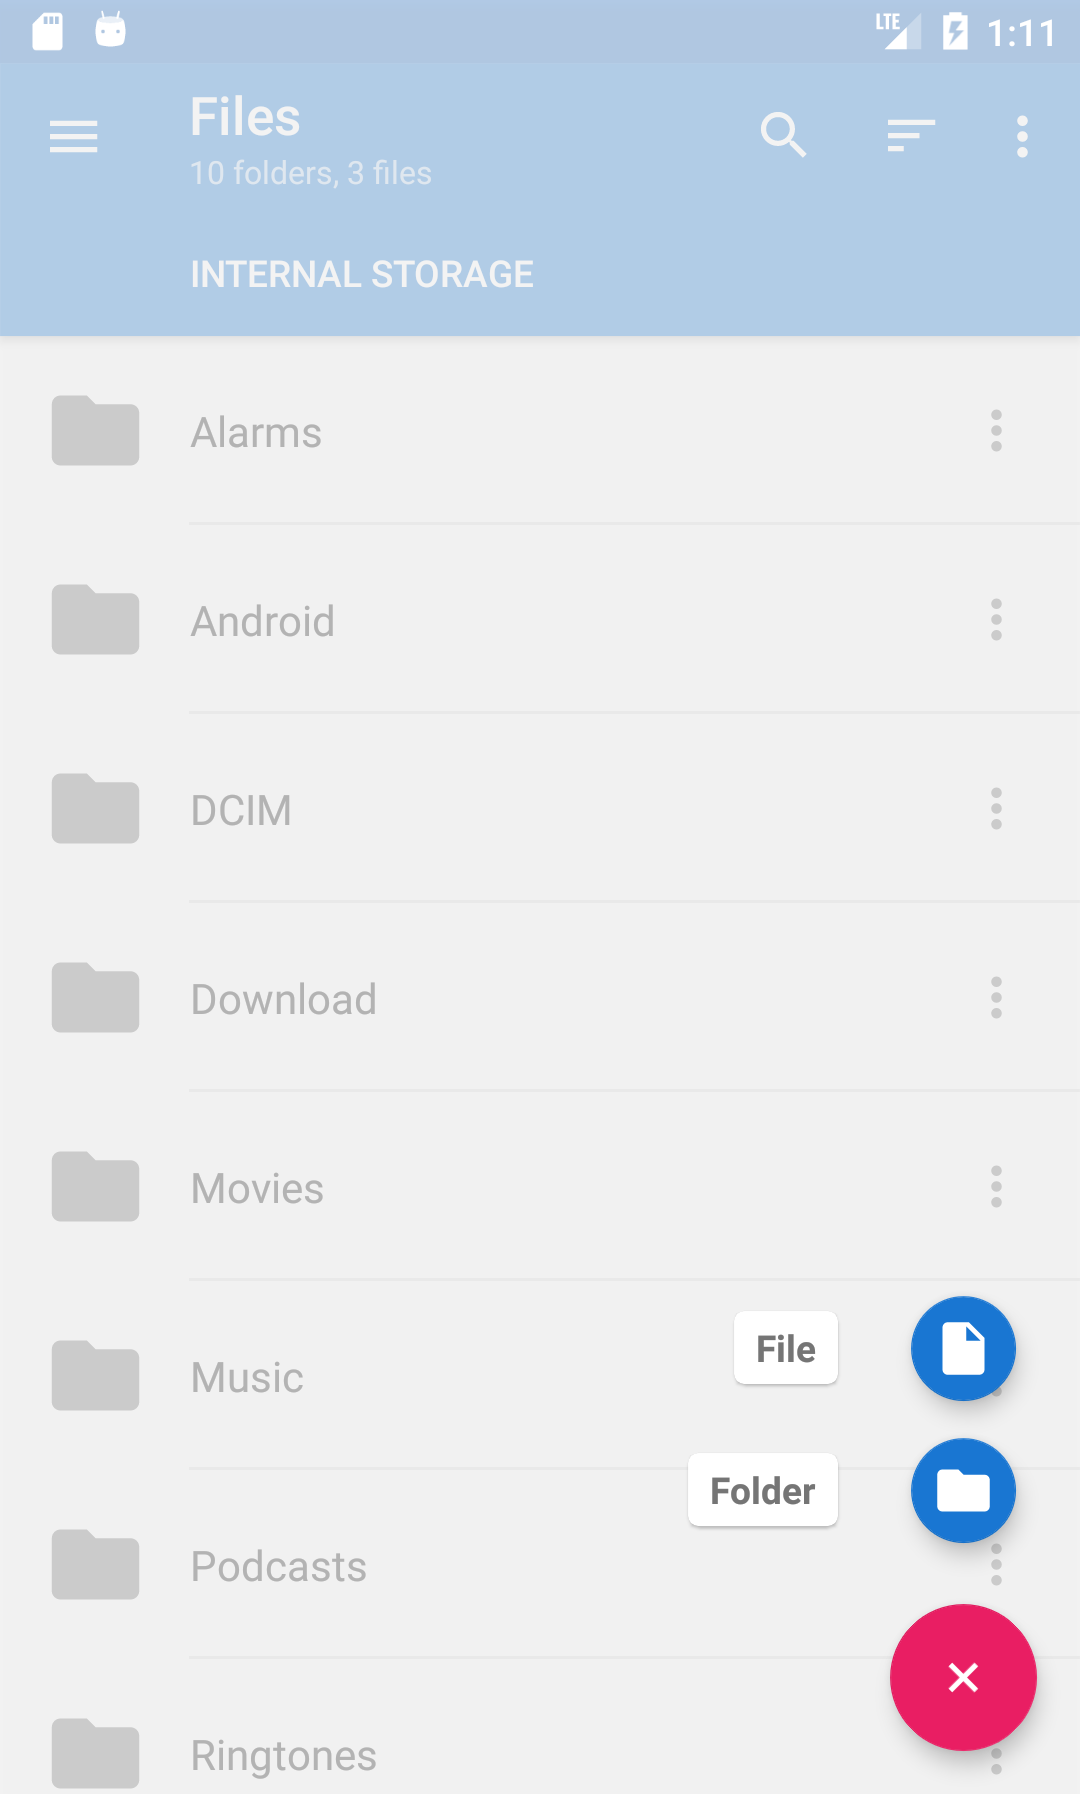 LTE 1:11
Files
10 folders, 3 files
INTERNAL STORAGE
Alarms
Android
DCIM
Download
Movies
File
Music
Folder
Podcasts
Ringtones